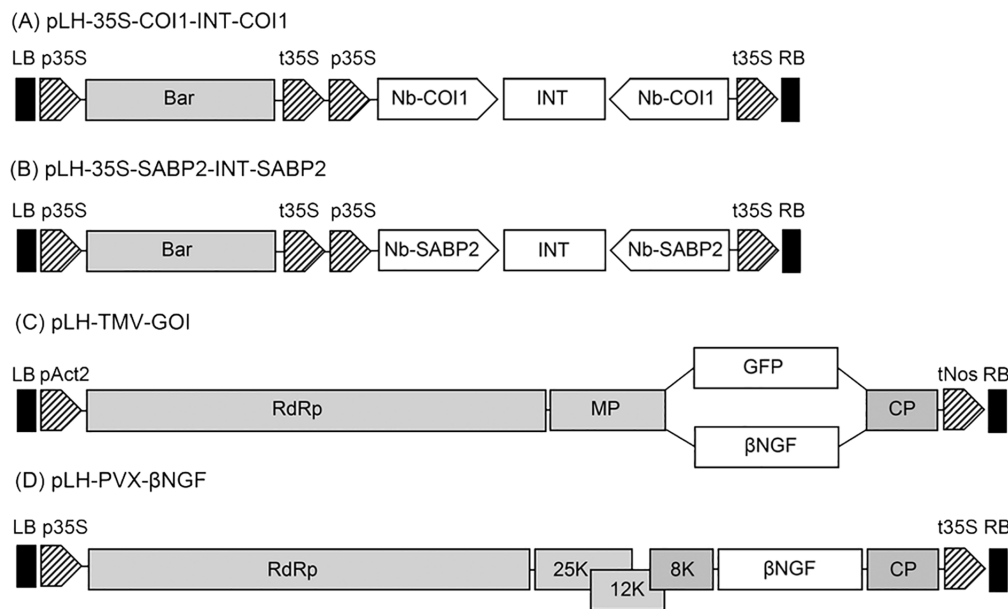 (A) pLH-35S-COI1-INT-COI1
LB p35S t35S p35S t35S RB
Bar Nb-COI1 INT Nb-COI1
(B) pLH-35S-SABP2-INT-SABP2
LB p35S t35S p35S t35S RB
Bar Nb-SABP2 INT Nb-SABP2
(C) pLH-TMV-GOI
GFP
LB pAct2 tNos RB
RdRp MP CP
βNGF
(D) pLH-PVX-βNGF
LB p35S t35S RB
RdRp 25K 8K βNGF CP
12K